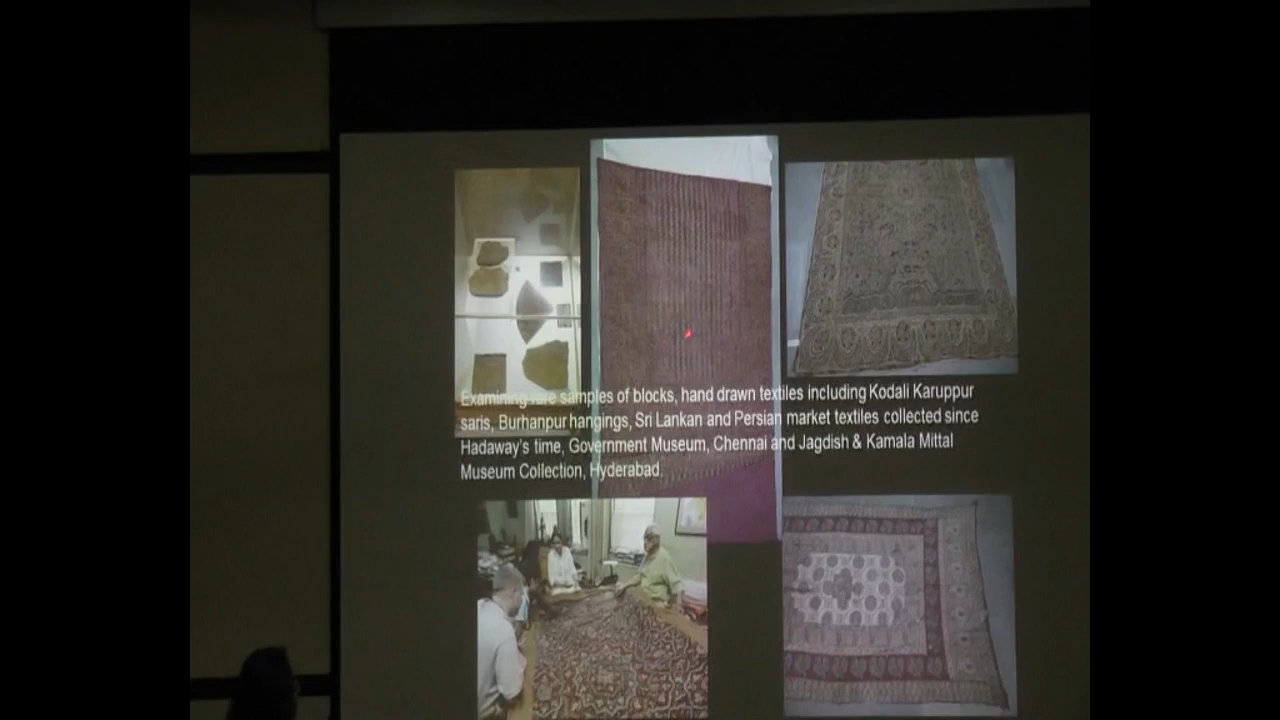 Examining rare samples of blocks, hand drawn textiles including Kodali Karuppur
saris, Burhanpur hangings, Sri Lankan and Persian market textiles collected since
Hadaway's time, Government Museum, Chennai and Jagdish & Kamala Mittal
Museum Collection, Hyderabad.